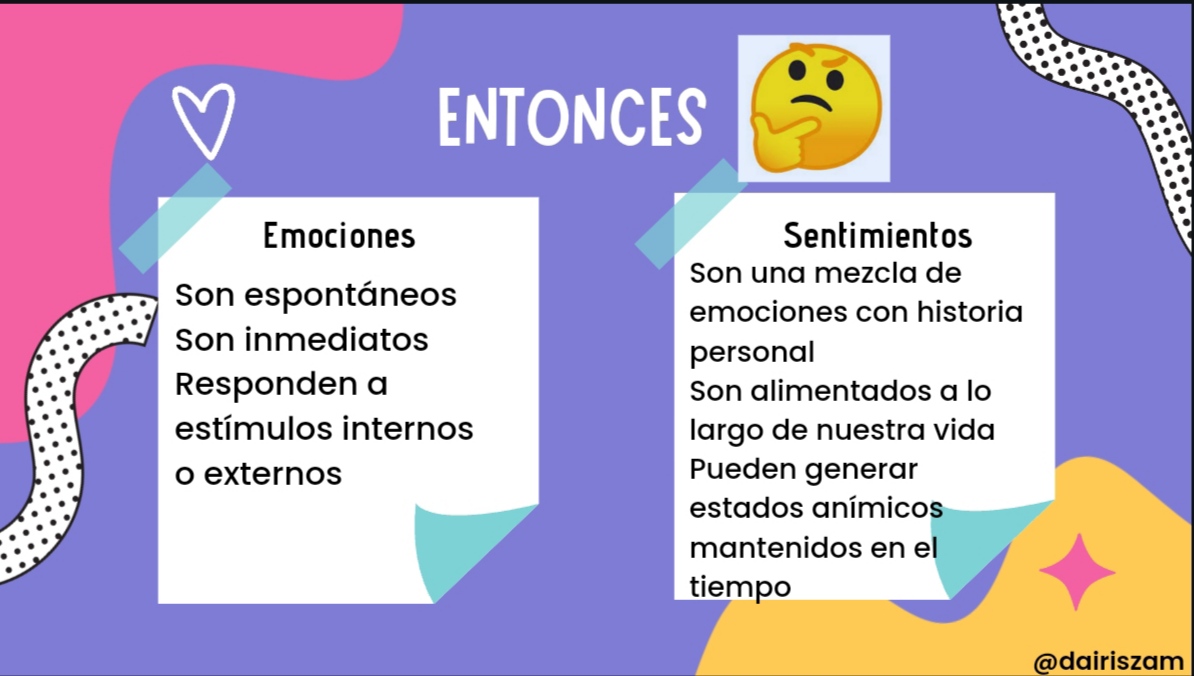 ENTONCES
Emociones
Son espontáneos
Son inmediatos
Responden a
estímulos internos
o externos
Sentimientos
Son una mezcla de
emociones con historia
personal
Son alimentados a lo
largo de nuestra vida
Pueden generar
estados anímicos
mantenidos en el
tiempo
@dairiszam